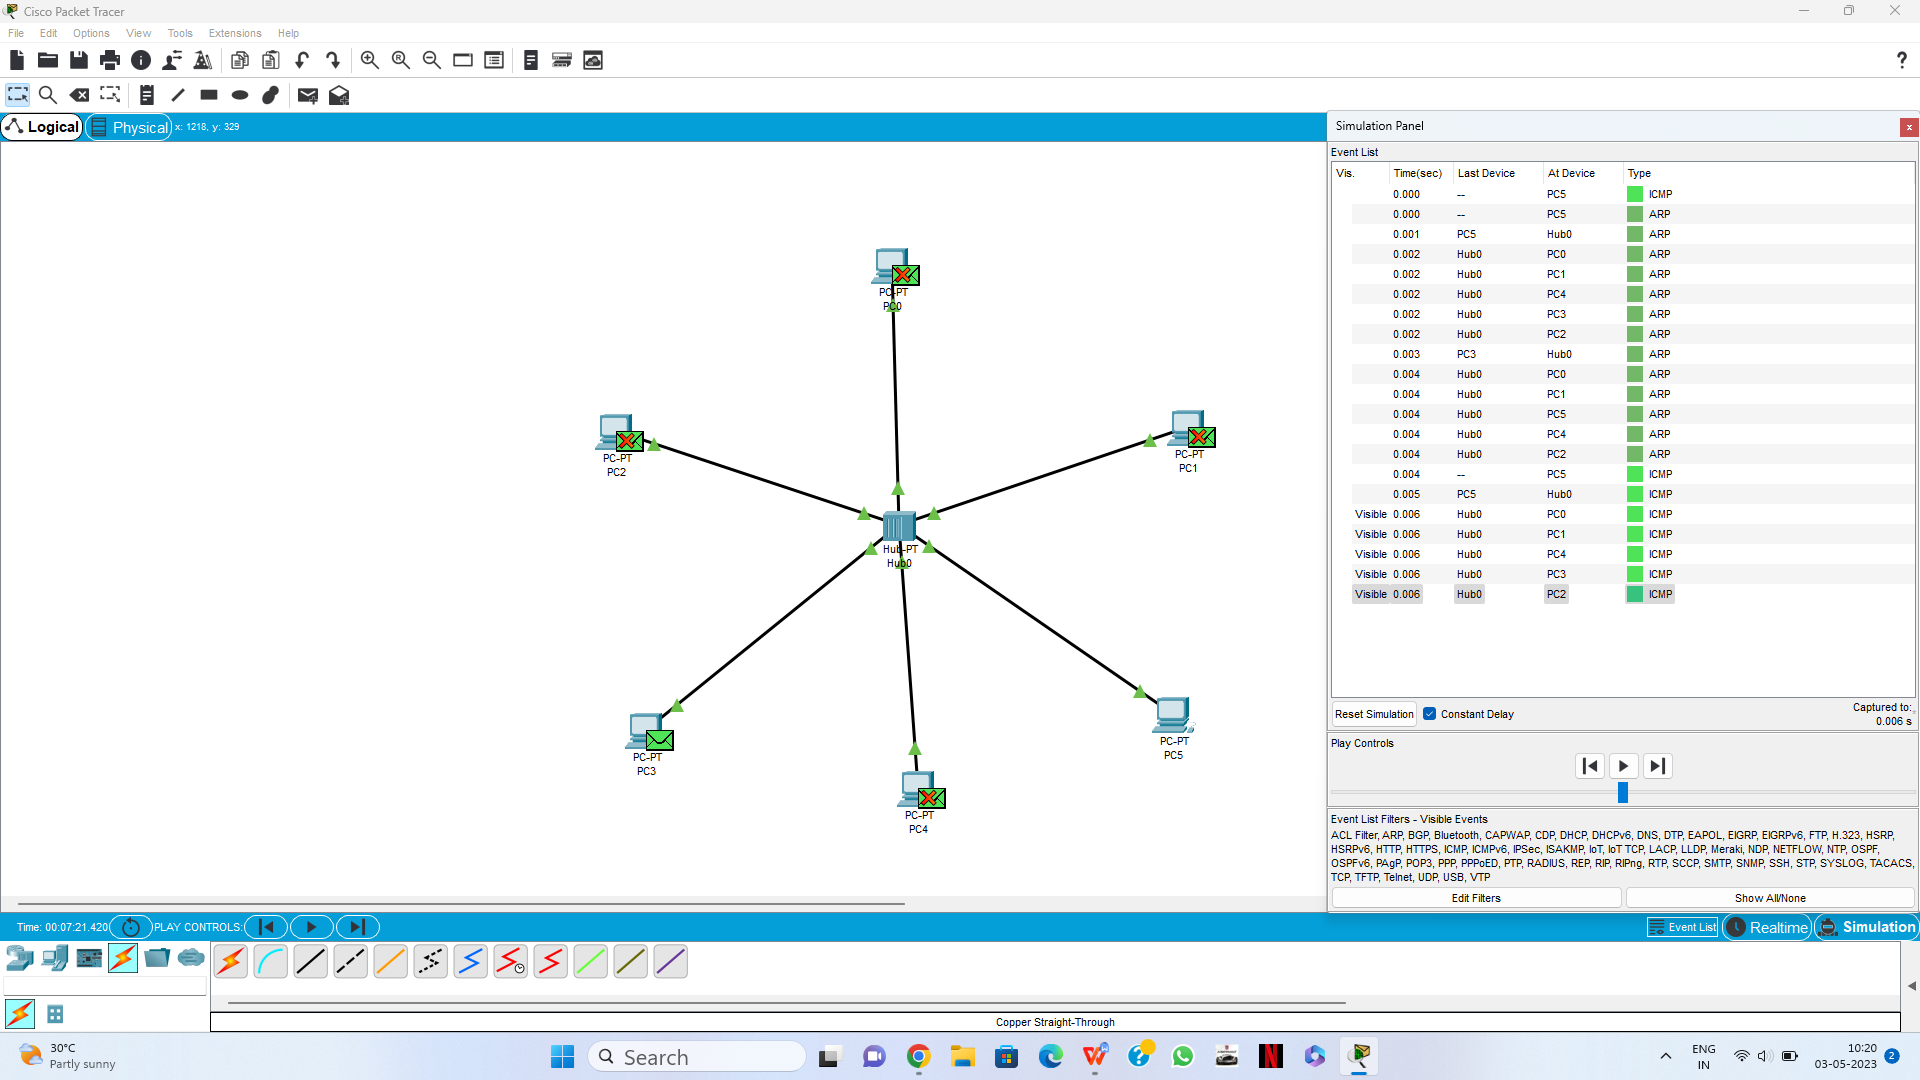 Cisco Packet Tracer
File Edit Options View Tools Extensions Help
Logical Physical x: 1218, y: 329
PC-PT
PC0
PC-PT
PC2
PC-PT
PC1
Hub-PT
Hub0
PC-PT
PC3
PC-PT
PC5
PC-PT
PC4
Simulation Panel
Event List
Vis. Time(sec) Last Device At Device Type
0.000 -- PC5 ICMP
0.000 -- PC5 ARP
0.001 PC5 Hub0 ARP
0.002 Hub0 PC0 ARP
0.002 Hub0 PC1 ARP
0.002 Hub0 PC4 ARP
0.002 Hub0 PC3 ARP
0.002 Hub0 PC2 ARP
0.003 PC3 Hub0 ARP
0.004 Hub0 PC0 ARP
0.004 Hub0 PC1 ARP
0.004 Hub0 PC5 ARP
0.004 Hub0 PC4 ARP
0.004 Hub0 PC2 ARP
0.004 -- PC5 ICMP
0.005 PC5 Hub0 ICMP
Visible 0.006 Hub0 PC0 ICMP
Visible 0.006 Hub0 PC1 ICMP
Visible 0.006 Hub0 PC4 ICMP
Visible 0.006 Hub0 PC3 ICMP
Visible 0.006 Hub0 PC2 ICMP
Reset Simulation Constant Delay Captured to:
0.006 s
Play Controls
Event List Filters - Visible Events
ACL Filter, ARP, BGP, Bluetooth, CAPWAP, CDP, DHCP, DHCPv6, DNS, DTP, EAPOL, EIGRP, EIGRPv6, FTP, H.323, HSRP,
HSRPv6, HTTP, HTTPS, ICMP, ICMPv6, IPSec, ISAKMP, IoT, IoT TCP, LACP, LLDP, Meraki, NDP, NETFLOW, NTP, OSPF,
OSPFv6, PAgP, POP3, PPP, PPPoED, PTP, RADIUS, REP, RIP, RIPng, RTP, SCCP, SMTP, SNMP, SSH, STP, SYSLOG, TACACS,
TCP, TFTP, Telnet, UDP, USB, VTP
Edit Filters Show All/None
Time: 00:07:21.420 PLAY CONTROLS: Event List Realtime Simulation
Copper Straight-Through
30°C
Partly sunny
Search
ENG
IN
10:20
03-05-2023
2